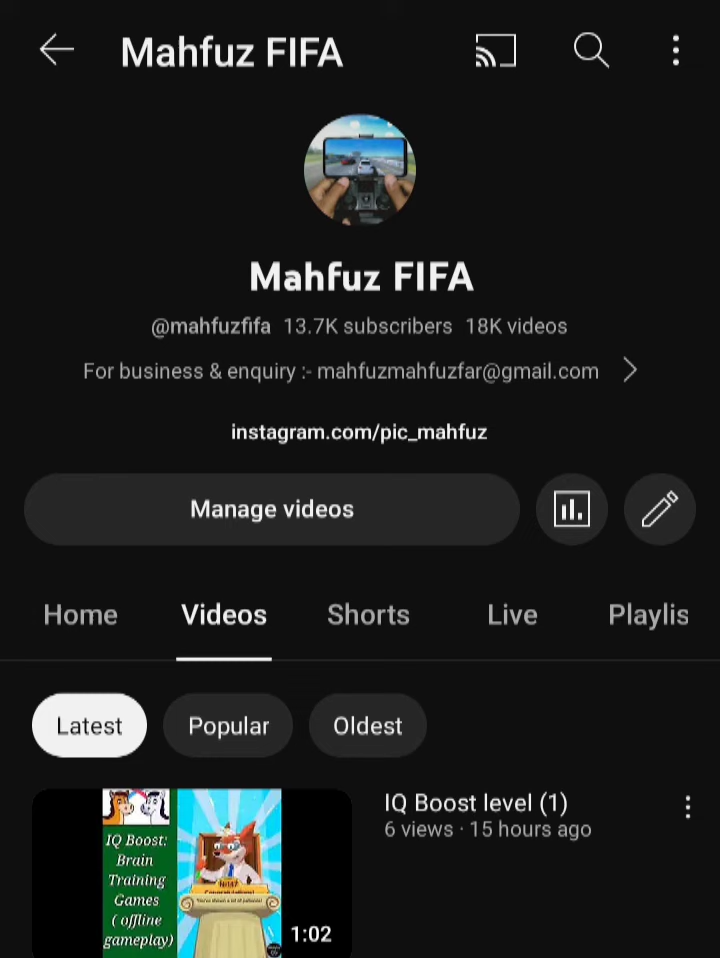 Mahfuz FIFA
Mahfuz FIFA
@mahfuzfifa 13.7K subscribers 18K videos
For business & enquiry :- mahfuzmahfuzfar@gmail.com
instagram.com/pic_mahfuz
Manage videos
Home Videos Shorts Live Playlis
Latest Popular Oldest
IQ Boost level (1)
6 views · 15 hours ago
IQ Boost:
Brain
Training
Games
( offline
gameplay)
1:02